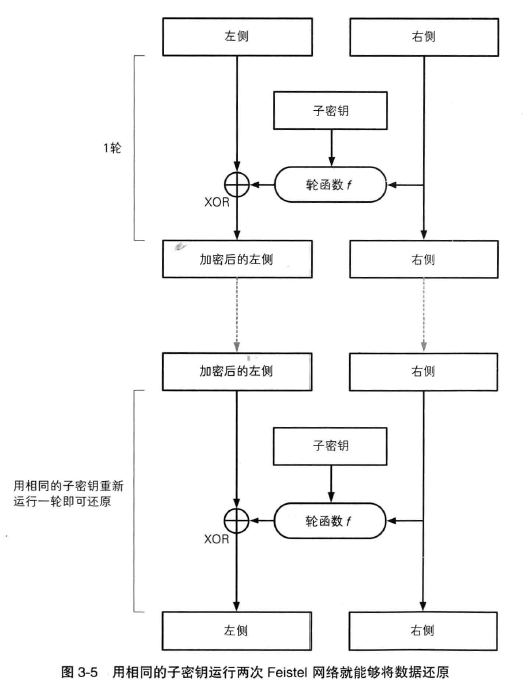 左侧 右侧
子密钥
1轮
轮函数 f
XOR
加密后的左侧 右侧
加密后的左侧 右侧
子密钥
用相同的子密钥重新
运行一轮即可还原
轮函数 f
XOR
左侧 右侧
图 3-5 用相同的子密钥运行两次 Feistel 网络就能够将数据还原